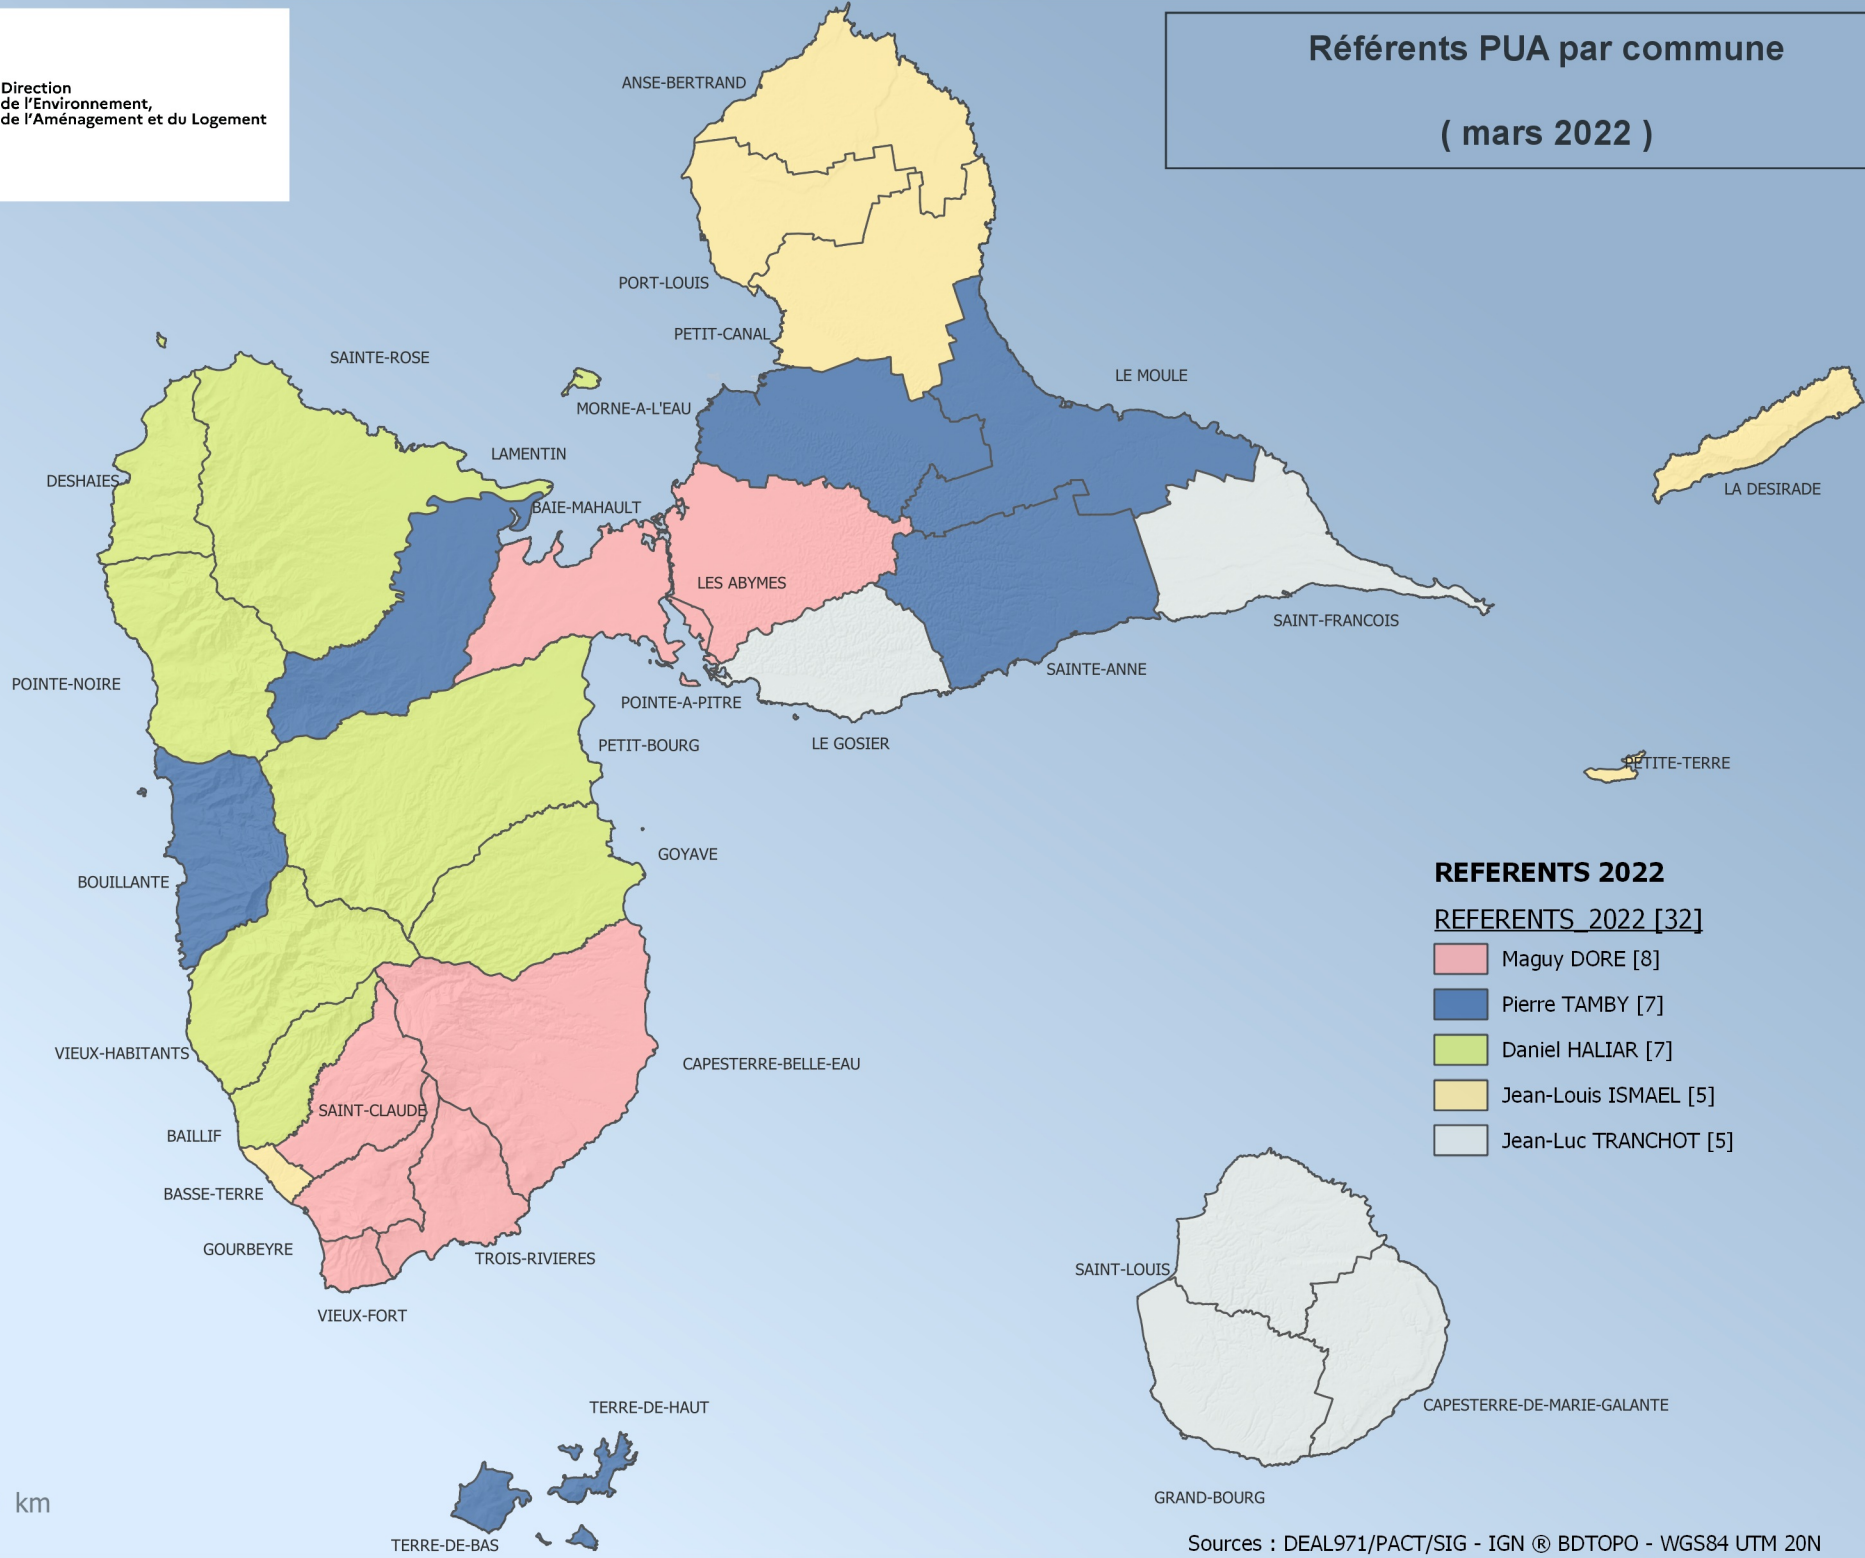 Direction
de l'Environnement,
de l'Aménagement et du Logement
Référents PUA par commune
( mars 2022 )
ANSE-BERTRAND
PORT-LOUIS
PETIT-CANAL
SAINTE-ROSE
LE MOULE
MORNE-A-L'EAU
LAMENTIN
DESHAIES
LA DESIRADE
BAIE-MAHAULT
LES ABYMES
SAINT-FRANCOIS
SAINTE-ANNE
POINTE-NOIRE
POINTE-A-PITRE
PETIT-BOURG
LE GOSIER
PETITE-TERRE
GOYAVE
BOUILLANTE
REFERENTS 2022
REFERENTS_2022 [32]
Maguy DORE [8]
Pierre TAMBY [7]
Daniel HALIAR [7]
Jean-Louis ISMAEL [5]
Jean-Luc TRANCHOT [5]
VIEUX-HABITANTS
CAPESTERRE-BELLE-EAU
SAINT-CLAUDE
BAILLIF
BASSE-TERRE
GOURBEYRE
TROIS-RIVIERES
VIEUX-FORT
SAINT-LOUIS
CAPESTERRE-DE-MARIE-GALANTE
TERRE-DE-HAUT
GRAND-BOURG
km
TERRE-DE-BAS
Sources : DEAL971/PACT/SIG - IGN ® BDTOPO - WGS84 UTM 20N